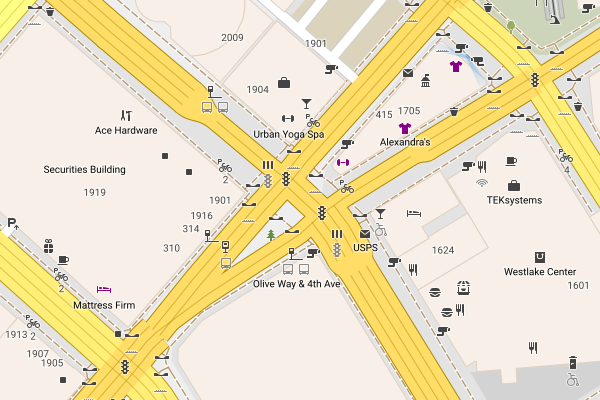 2009
1901
1904
415
1705
Ace Hardware
Urban Yoga Spa
Alexandra's
Securities Building
P
2
P
P
P
4
1919
1901
TEKsystems
1916
314
P
310
USPS
1624
Olive Way & 4th Ave
Westlake Center
1601
P
2
Mattress Firm
P
2
1913
1907
1905